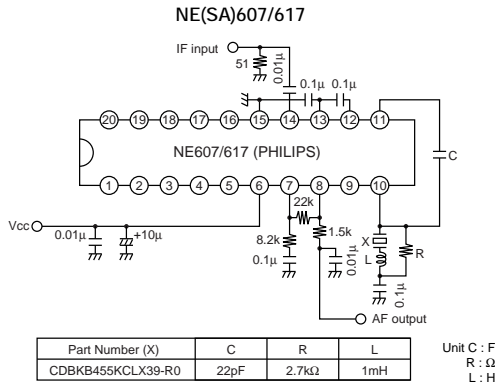 NE(SA)607/617
IF input
51
0.01μ
0.1μ 0.1μ
20 19 18 17 16 15 14 13 12 11
C
NE607/617 (PHILIPS)
1 2 3 4 5 6 7 8 9 10
22k
Vcc
0.01μ
+10μ
8.2k
0.1μ
1.5k
0.01μ
X
L
R
0.1μ
AF output
Part Number (X) C R L
CDBKB455KCLX39-R0 22pF 2.7kΩ 1mH
Unit C : F
R : Ω
L : H